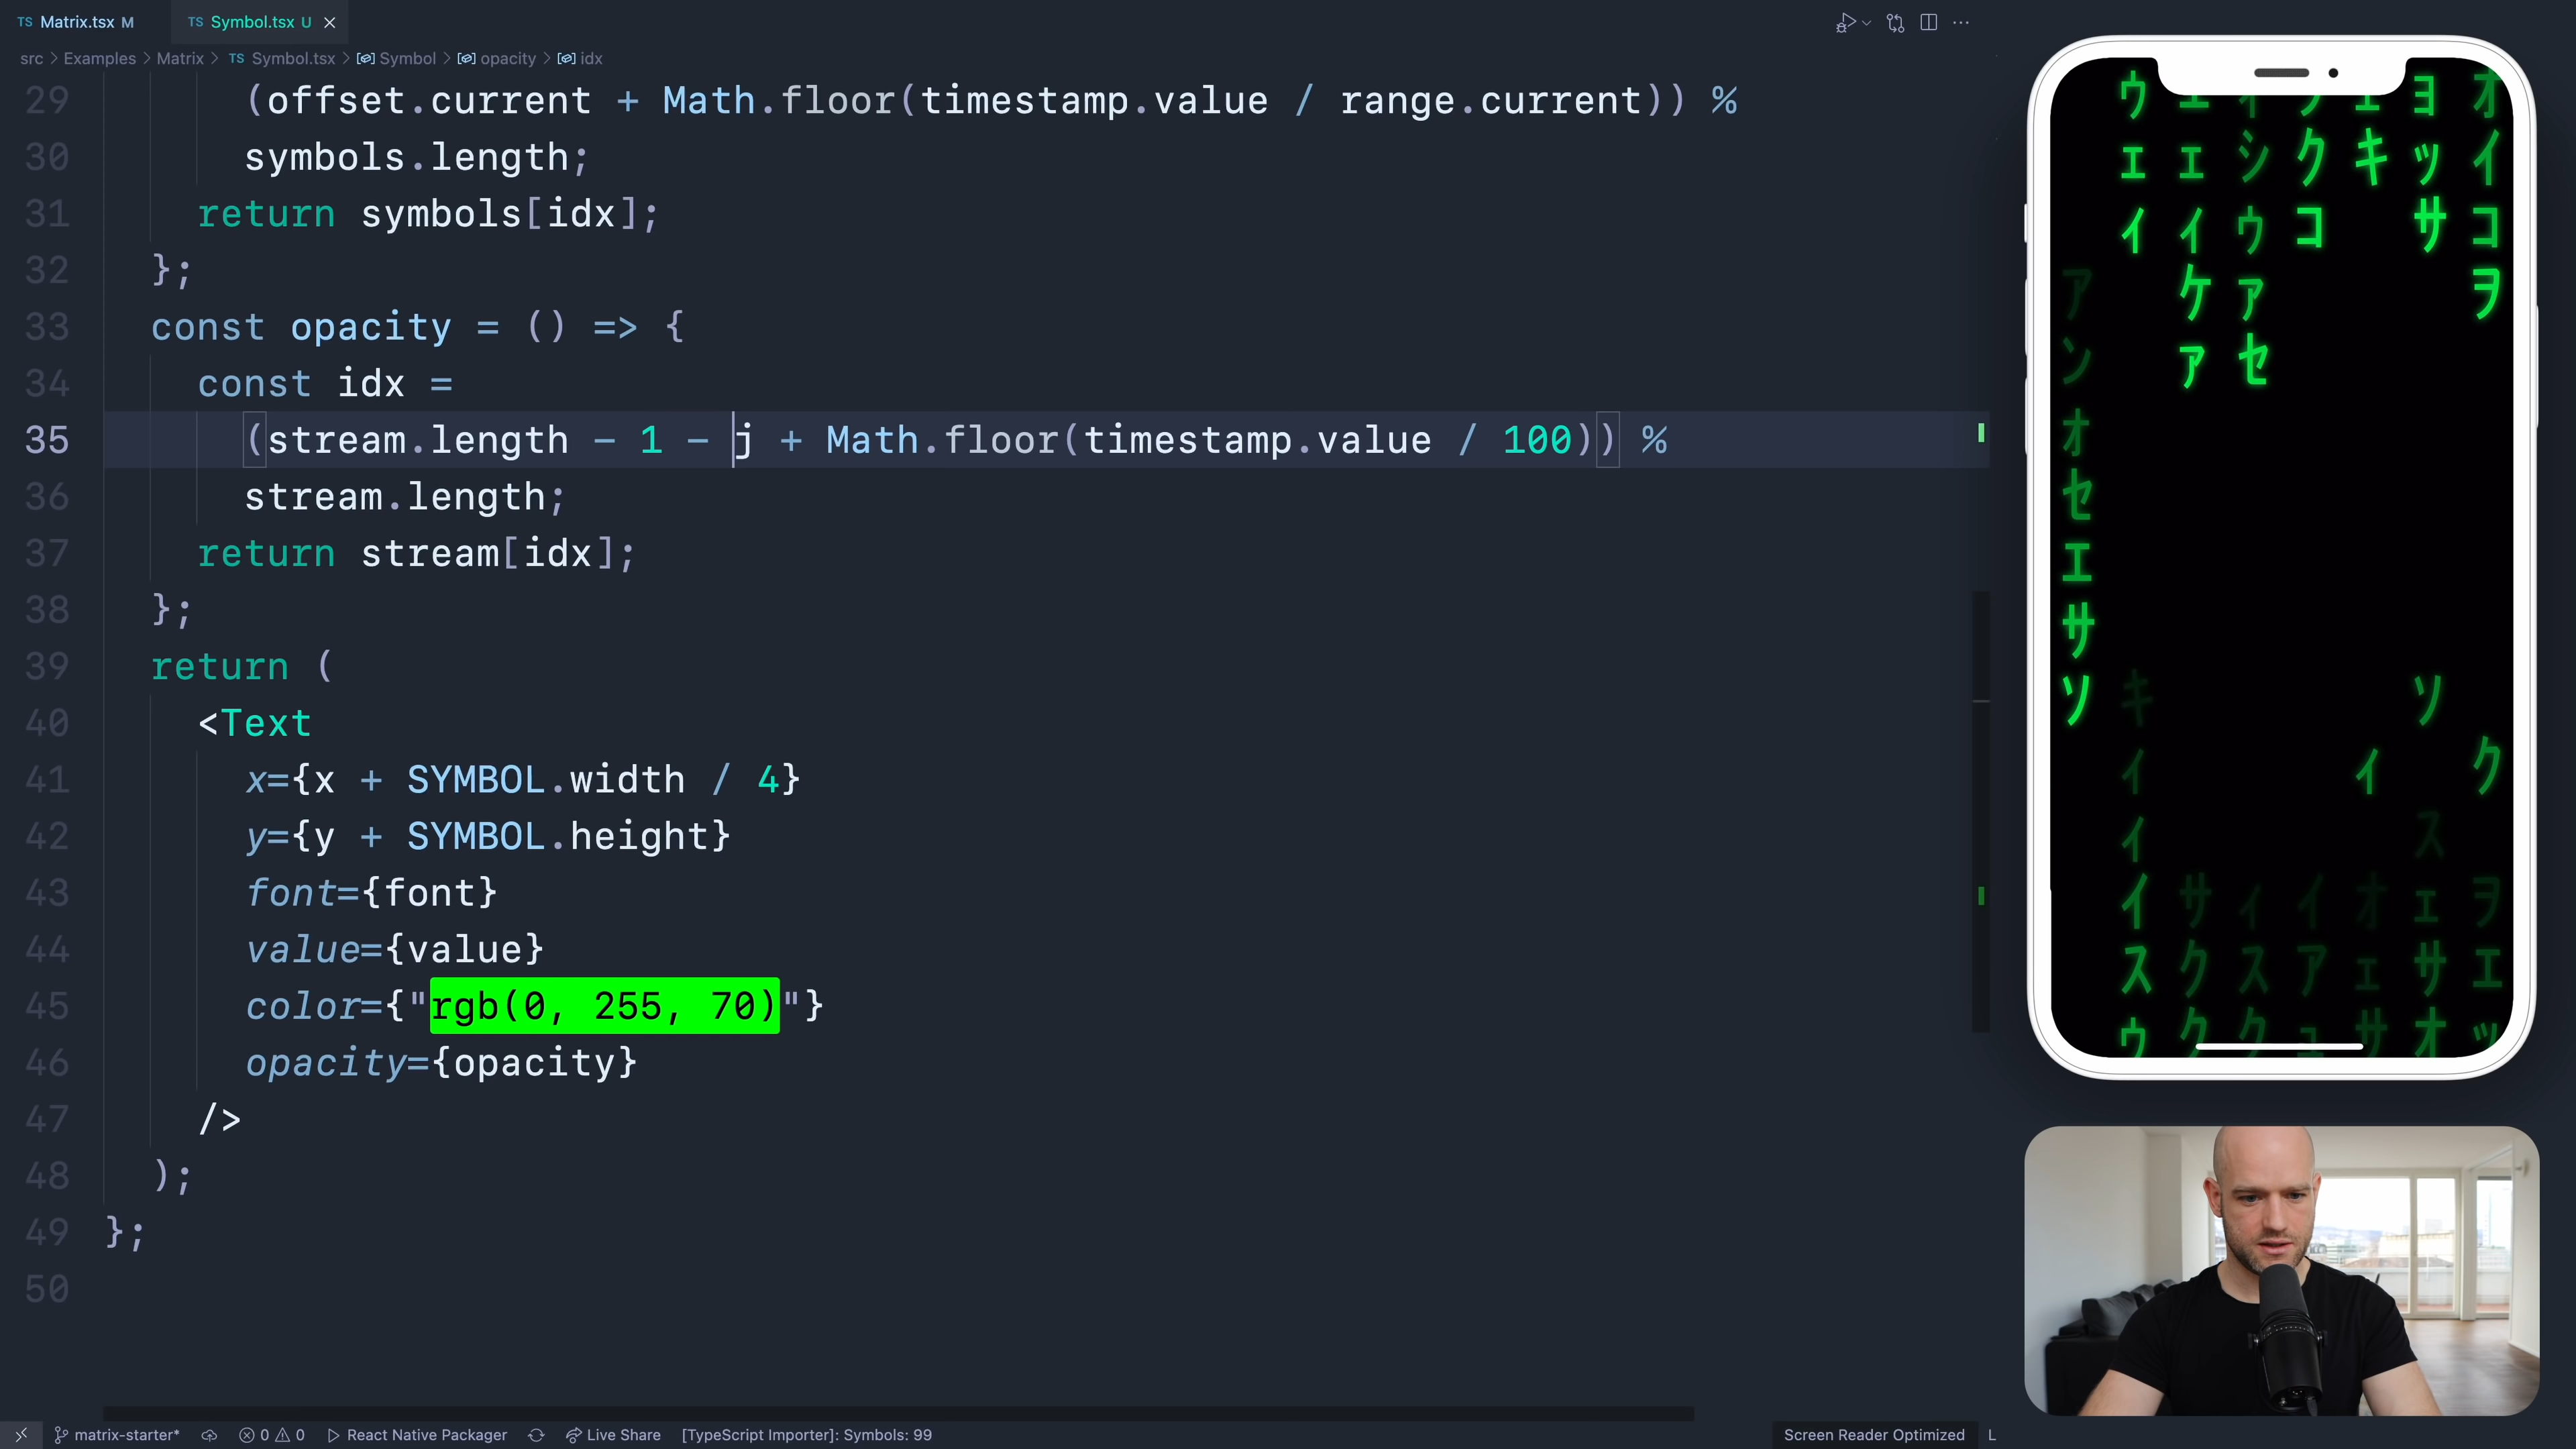 TS Matrix.tsx M TS Symbol.tsx U
src > Examples > Matrix > TS Symbol.tsx > Symbol > opacity > idx
29 (offset.current + Math.floor(timestamp.value / range.current)) %
30 symbols.length;
31 return symbols[idx];
32 };
33 const opacity = () => {
34 const idx =
35 (stream.length - 1 - j + Math.floor(timestamp.value / 100)) %
36 stream.length;
37 return stream[idx];
38 };
39 return (
40 <Text
41 x={x + SYMBOL.width / 4}
42 y={y + SYMBOL.height}
43 font={font}
44 value={value}
45 color={"rgb(0, 255, 70)"}
46 opacity={opacity}
47 />
48 );
49 };
50
matrix-starter* 0 0 React Native Packager Live Share [TypeScript Importer]: Symbols: 99 Screen Reader Optimized L